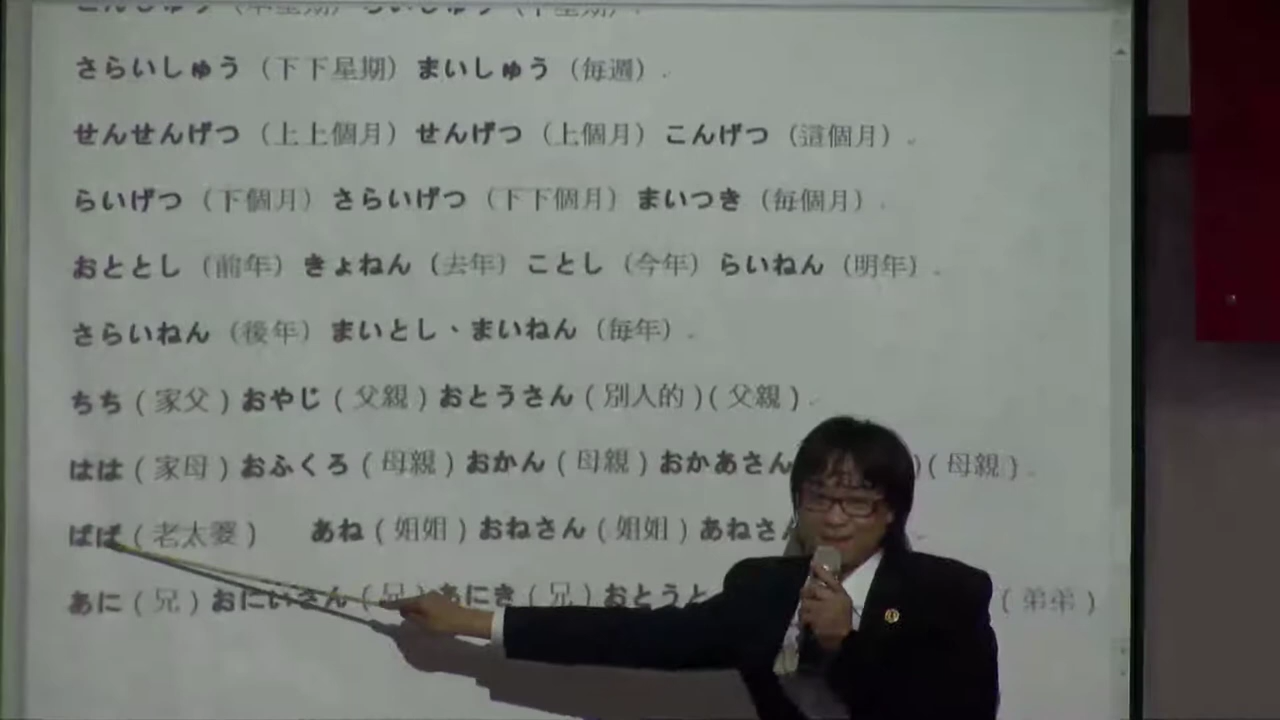 さらいしゅう（下下星期）まいしゅう（每週）.
せんせんげつ（上上個月）せんげつ（上個月）こんげつ（這個月）。
らいげつ（下個月）さらいげつ（下下個月）まいつき（每個月）.
おととし（前年）きょねん（去年）ことし（今年）らいねん（明年）.
さらいねん（後年）まいとし、まいねん（每年）.
ちち(家父)おやじ(父親)おとうさん(別人的)(父親).
はは(家母)おふくろ(母親)おかん(母親)おかあさん )(母親).
ばば(老太婆) あね(姐姐)おねさん(姐姐)あねさ
あに(兄)おにいさん(兄)あにき(兄)おとうと (弟弟)